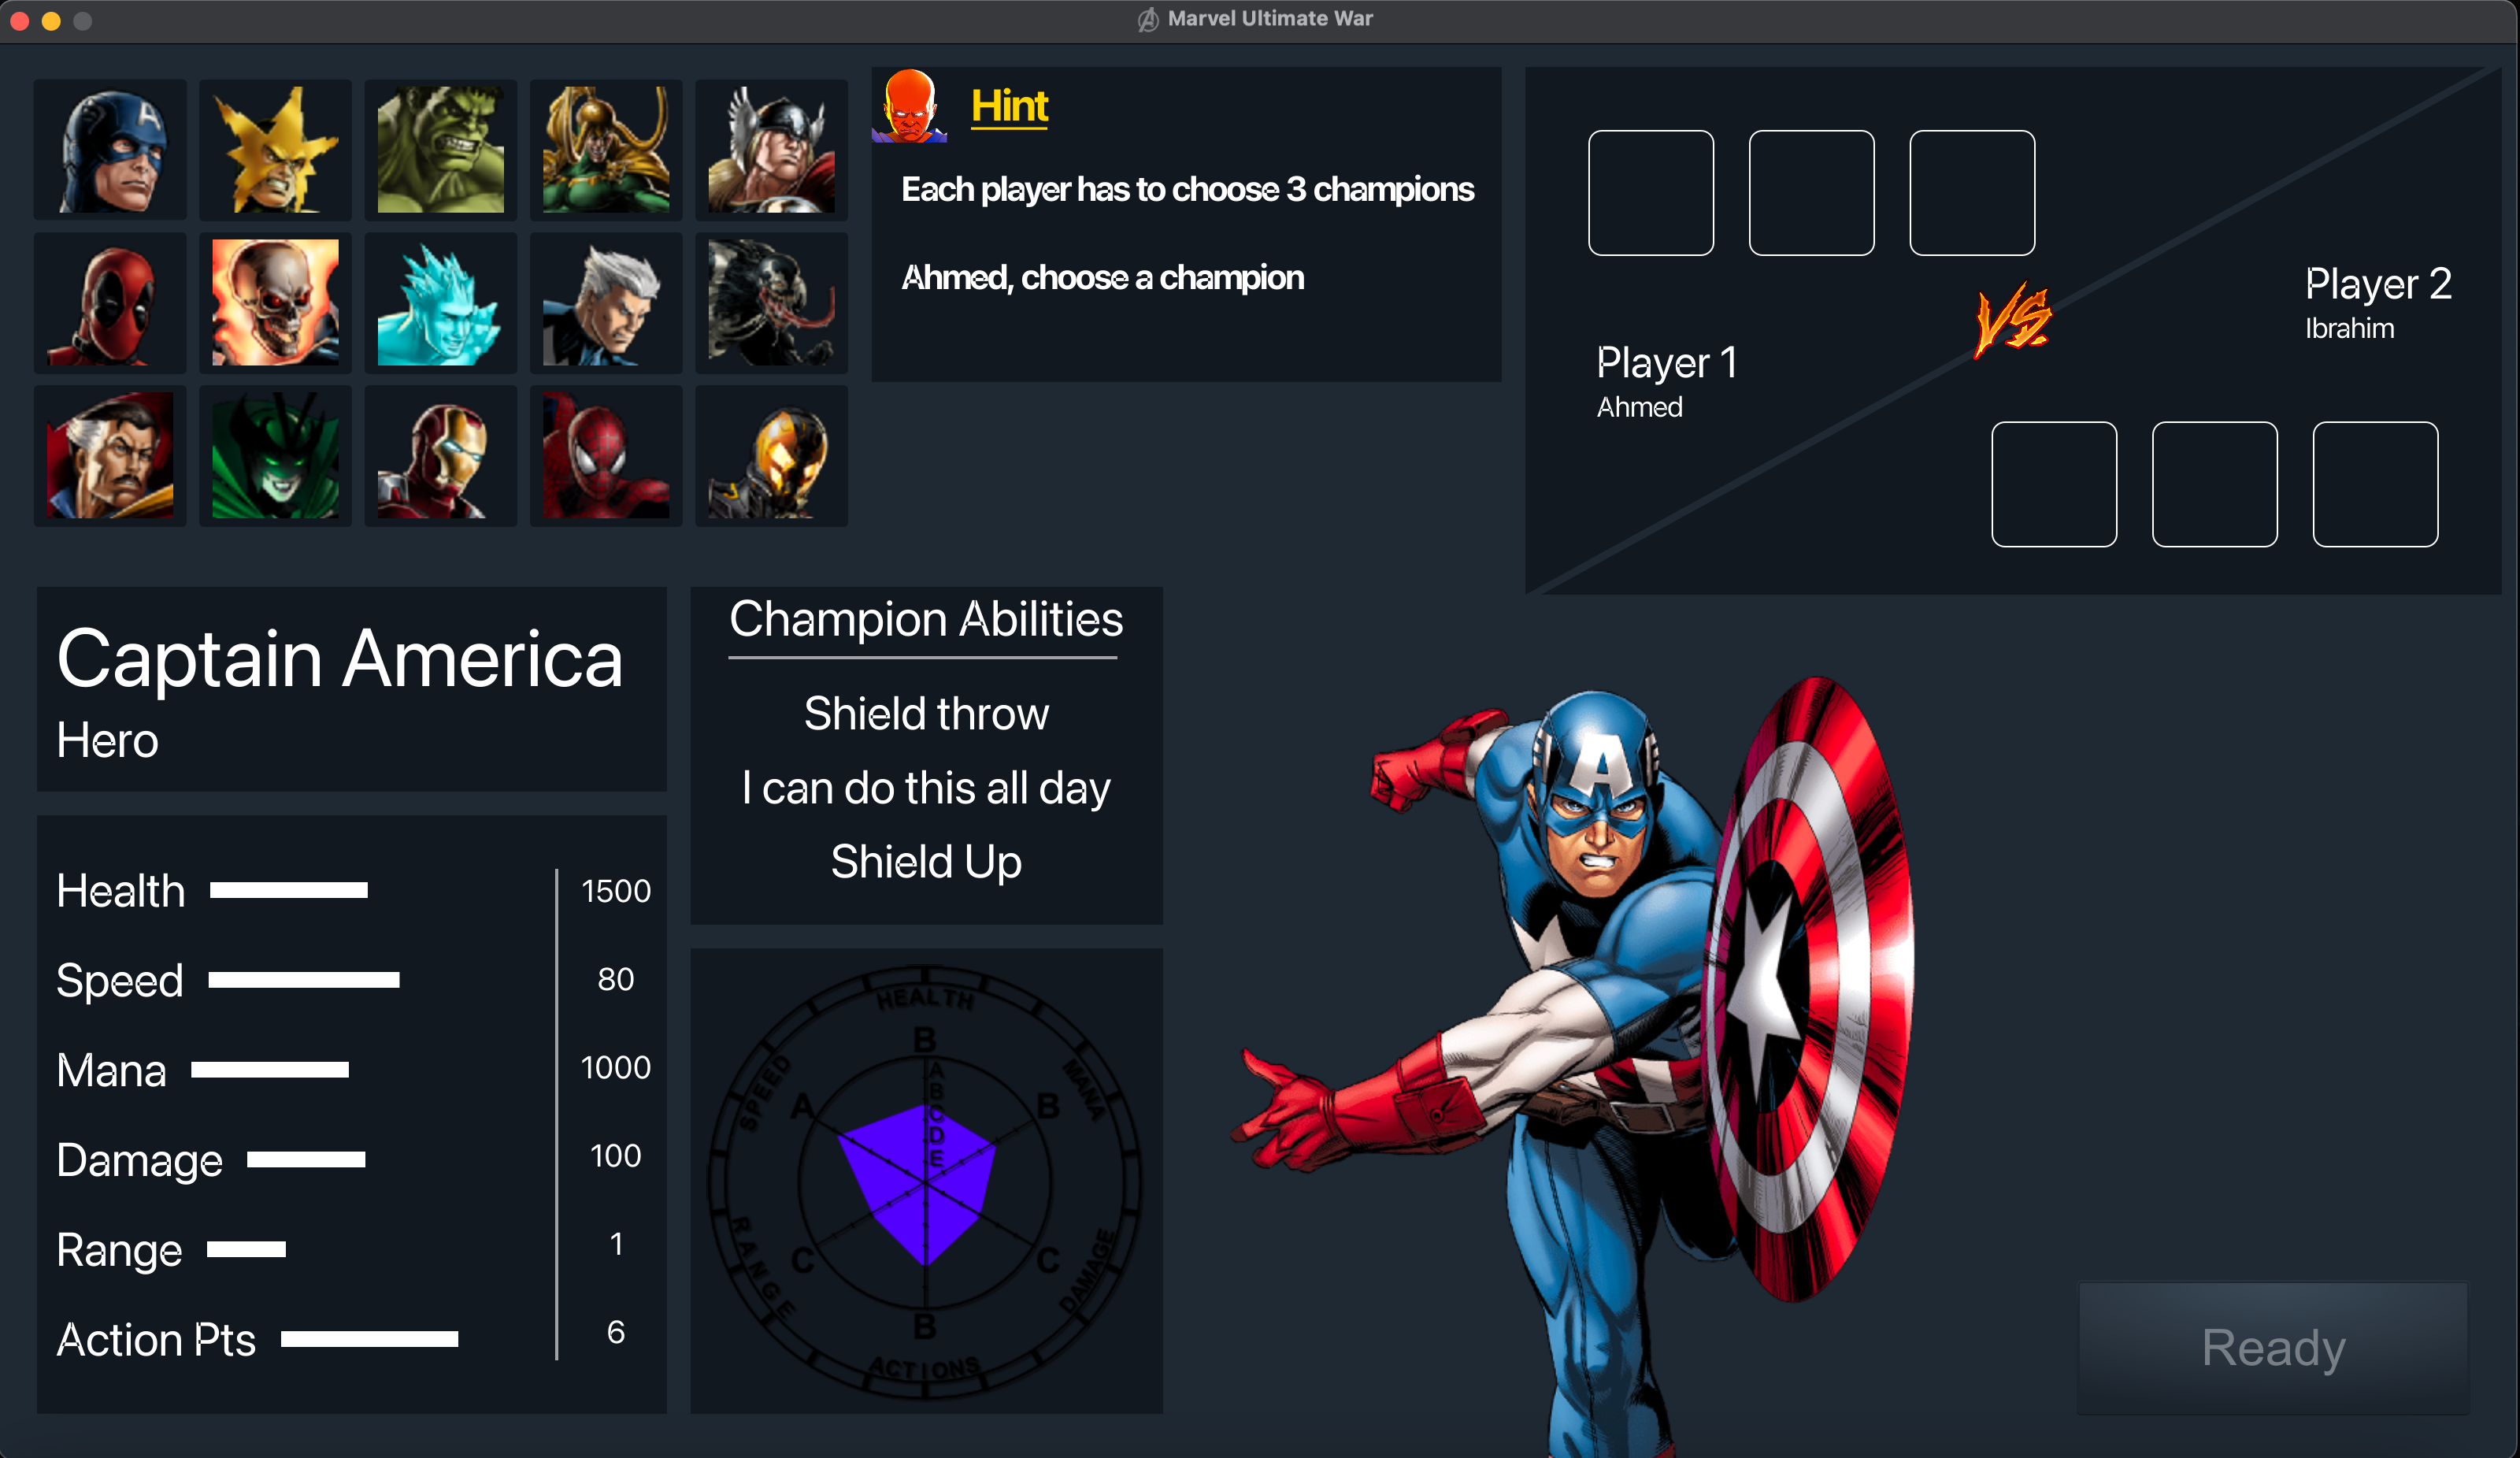 Marvel Ultimate War
Hint
Each player has to choose 3 champions
Ahmed, choose a champion
Player 1
Ahmed
VS.
Player 2
Ibrahim
Captain America
Hero
Health 1500
Speed 80
Mana 1000
Damage 100
Range 1
Action Pts 6
Champion Abilities
Shield throw
I can do this all day
Shield Up
HEALTH
MANA
DAMAGE
ACTIONS
RANGE
SPEED
B
B
C
B
C
A
A
B
C
D
E
A
Ready